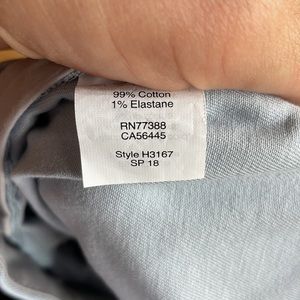 99% Cotton
1% Elastane
RN77388
CA56445
Style H3167
SP 18